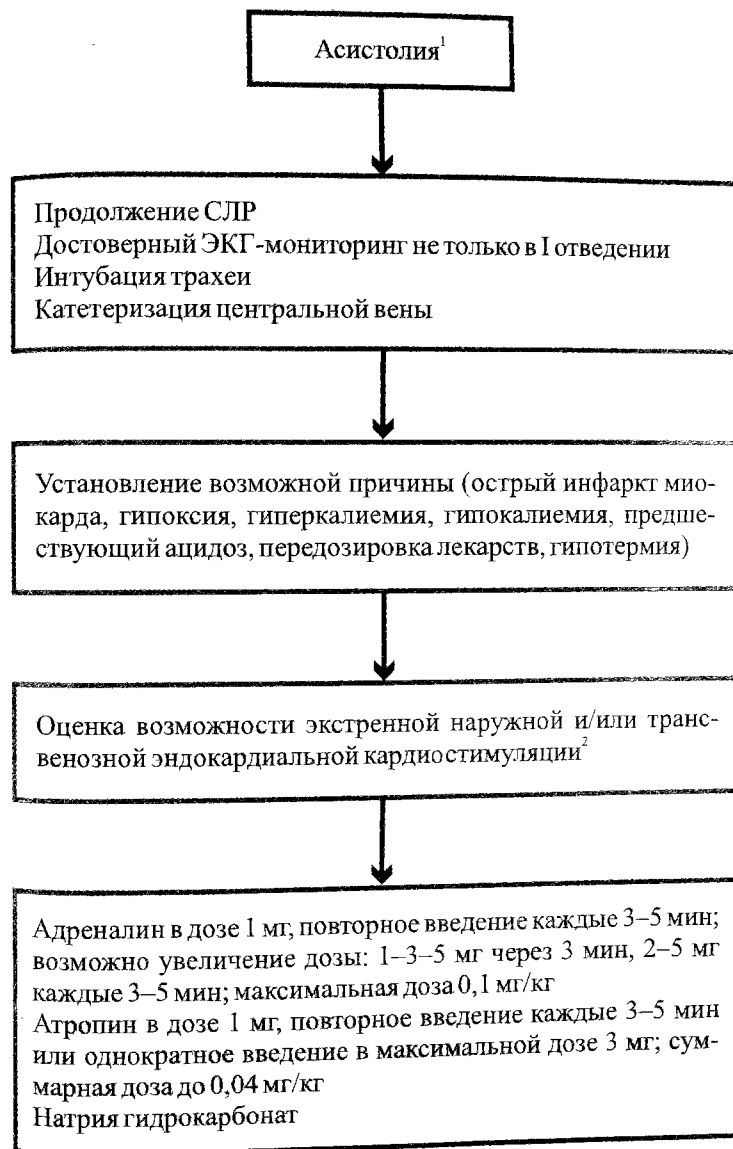 Асистолия¹
Продолжение СЛР
Достоверный ЭКГ-мониторинг не только в I отведении
Интубация трахеи
Катетеризация центральной вены
Установление возможной причины (острый инфаркт мио-
карда, гипоксия, гиперкалиемия, гипокалиемия, предше-
ствующий ацидоз, передозировка лекарств, гипотермия)
Оценка возможности экстренной наружной и/или транс-
венозной эндокардиальной кардиостимуляции²
Адреналин в дозе 1 мг, повторное введение каждые 3–5 мин;
возможно увеличение дозы: 1–3–5 мг через 3 мин, 2–5 мг
каждые 3–5 мин; максимальная доза 0,1 мг/кг
Атропин в дозе 1 мг, повторное введение каждые 3–5 мин
или однократное введение в максимальной дозе 3 мг; сум-
марная доза до 0,04 мг/кг
Натрия гидрокарбонат